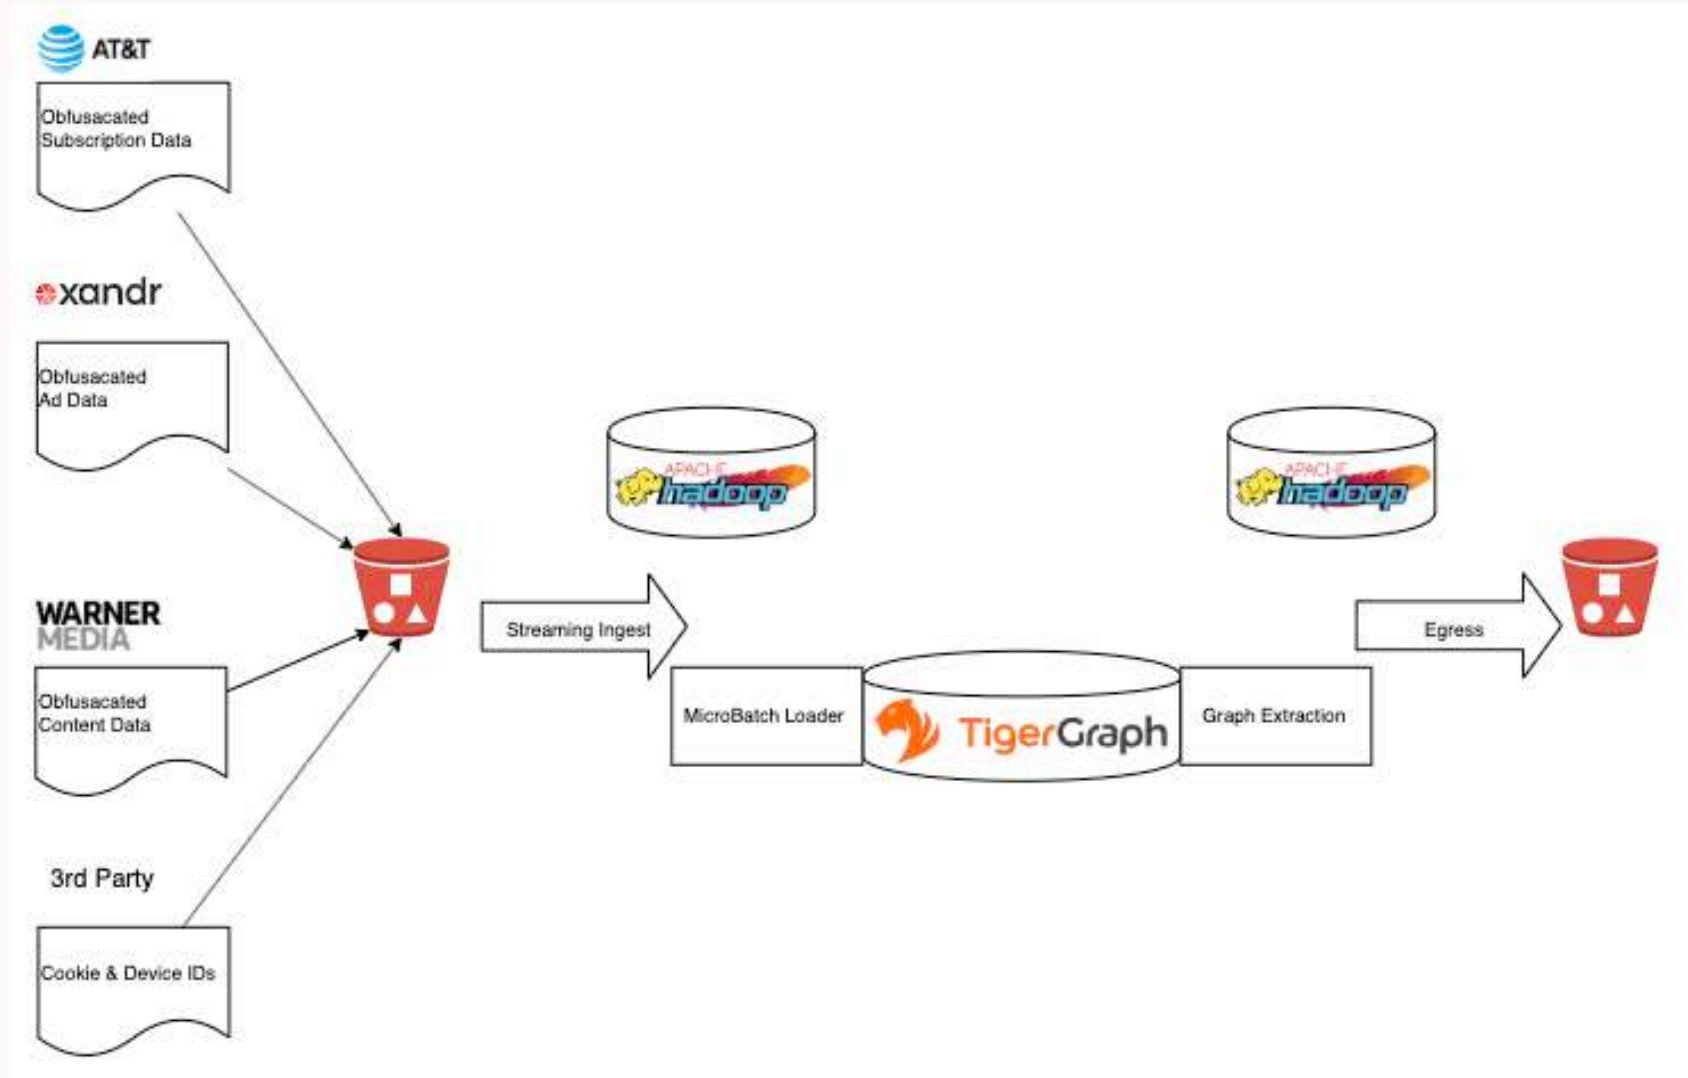 AT&T
Obfusacated
Subscription Data
xandr
Obfusacated
Ad Data
WARNER
MEDIA
Obfusacated
Content Data
3rd Party
Cookie & Device IDs
APACHE
hadoop
Streaming Ingest
MicroBatch Loader
TigerGraph
Graph Extraction
APACHE
hadoop
Egress